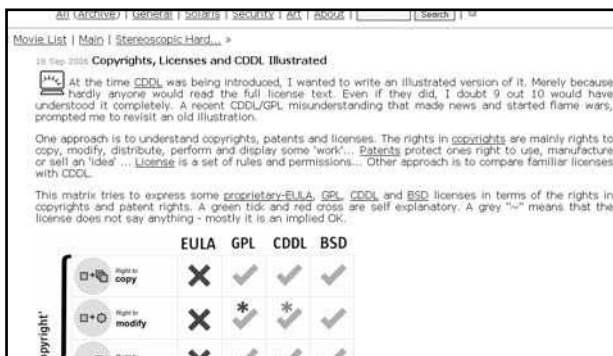 All (Archive) | General | Solaris | Security | Art | About | Search |
Movie List | Main | Stereoscopic Hard... »
18 Sep 2006 Copyrights, Licenses and CDDL Illustrated
At the time CDDL was being introduced, I wanted to write an illustrated version of it. Merely because
hardly anyone would read the full license text. Even if they did, I doubt 9 out 10 would have
understood it completely. A recent CDDL/GPL misunderstanding that made news and started flame wars,
prompted me to revisit an old illustration.
One approach is to understand copyrights, patents and licenses. The rights in copyrights are mainly rights to
copy, modify, distribute, perform and display some 'work'... Patents protect ones right to use, manufacture
or sell an 'idea' ... License is a set of rules and permissions... Other approach is to compare familiar licenses
with CDDL.
This matrix tries to express some proprietary-EULA, GPL, CDDL and BSD licenses in terms of the rights in
copyrights and patent rights. A green tick and red cross are self explanatory. A grey "~" means that the
license does not say anything - mostly it is an implied OK.
EULA GPL CDDL BSD
Right to
copy
Right to
modify